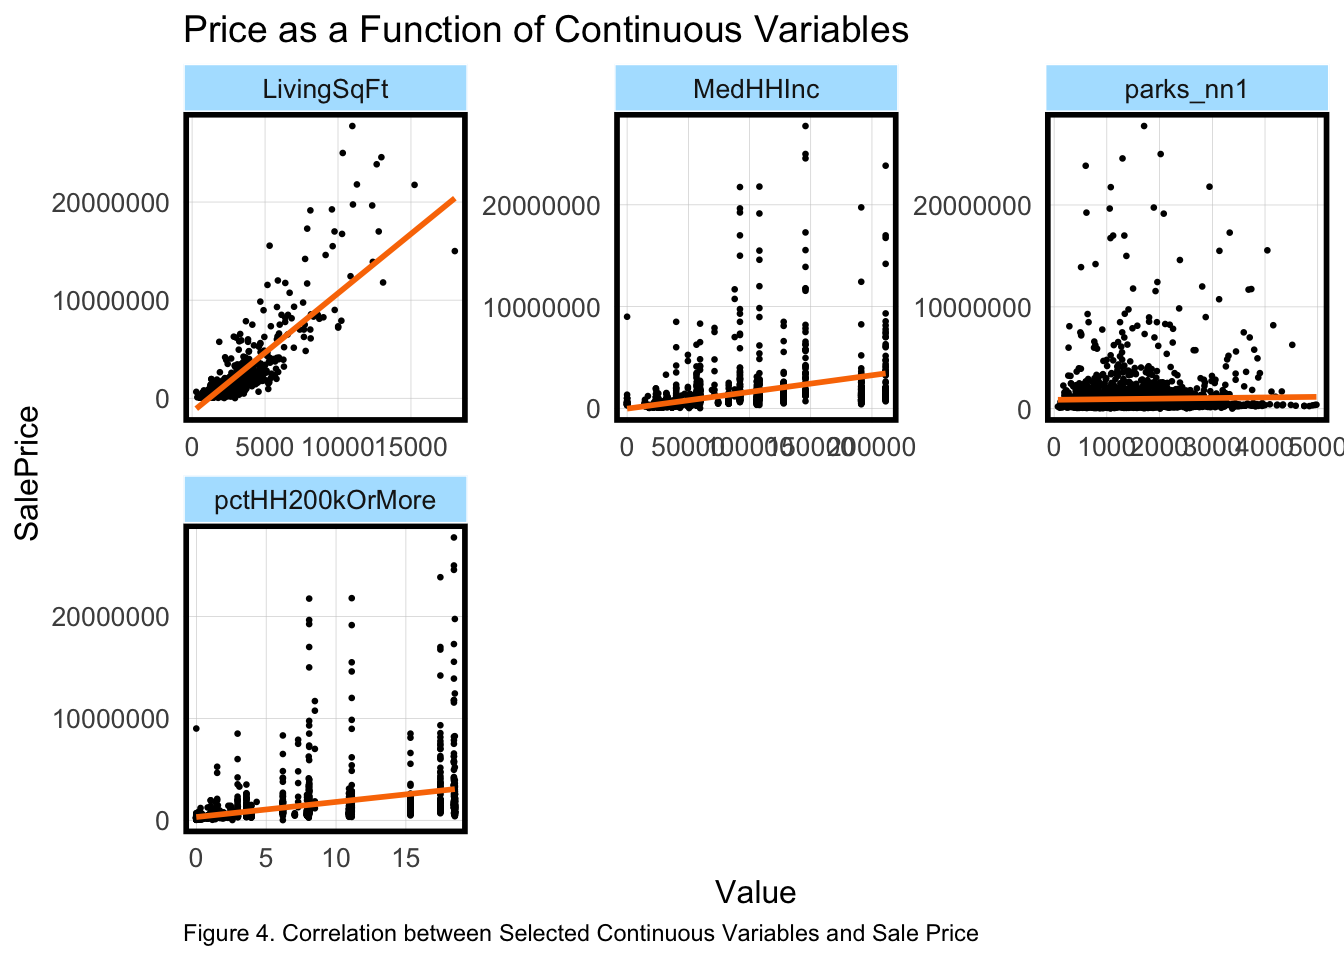 Price as a Function of Continuous Variables
LivingSqFt
MedHHInc
parks_nn1
20000000
10000000
0
20000000
10000000
0
20000000
10000000
0
0 5000 10000 15000
0 50000 100000 150000 200000
0 1000 2000 3000 4000 5000
SalePrice
pctHH200kOrMore
20000000
10000000
0
0 5 10 15
Value
Figure 4. Correlation between Selected Continuous Variables and Sale Price